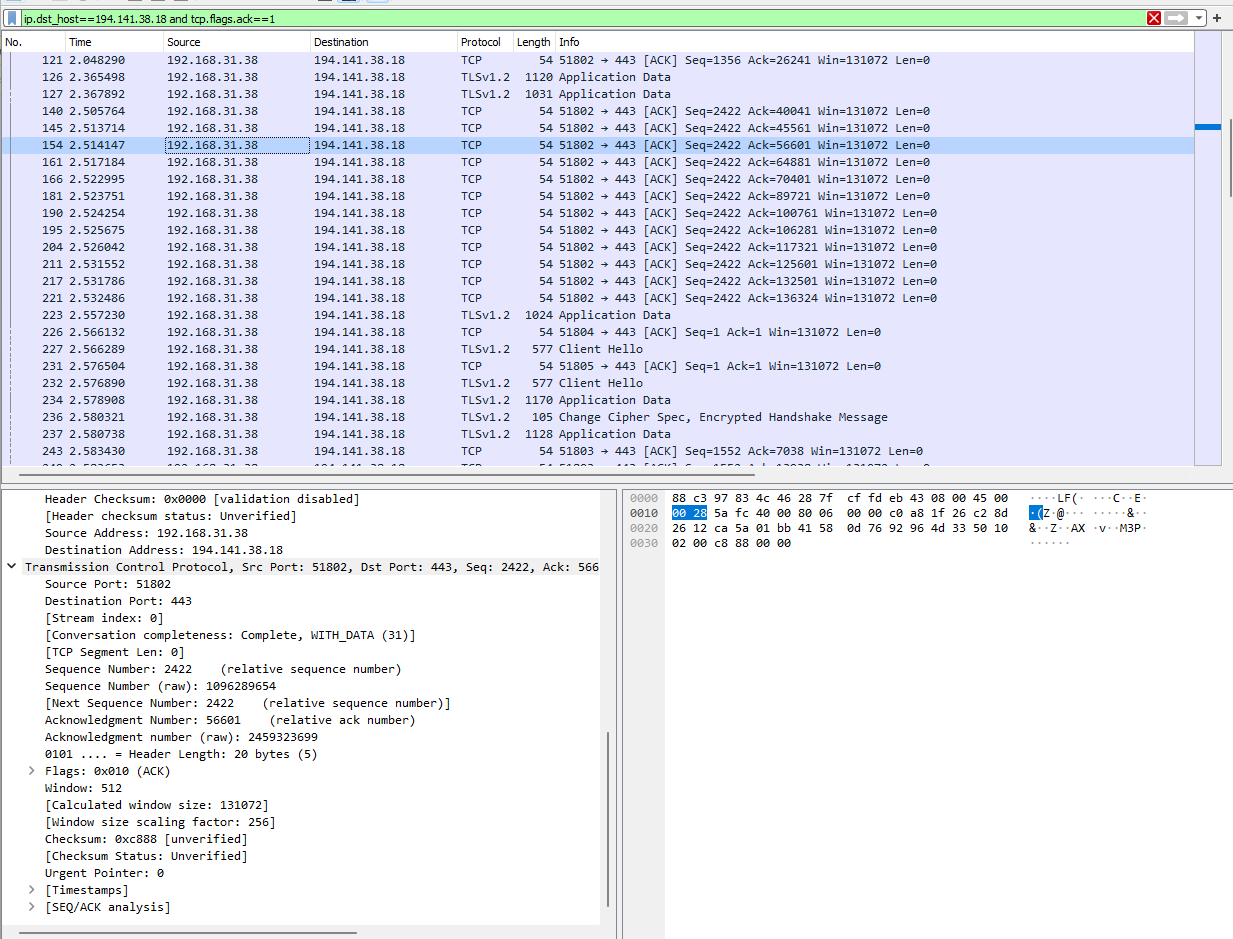 ip.dst_host==194.141.38.18 and tcp.flags.ack==1
No. Time Source Destination Protocol Length Info
121 2.048290 192.168.31.38 194.141.38.18 TCP 54 51802 → 443 [ACK] Seq=1356 Ack=26241 Win=131072 Len=0
126 2.365498 192.168.31.38 194.141.38.18 TLSv1.2 1120 Application Data
127 2.367892 192.168.31.38 194.141.38.18 TLSv1.2 1031 Application Data
140 2.505764 192.168.31.38 194.141.38.18 TCP 54 51802 → 443 [ACK] Seq=2422 Ack=40041 Win=131072 Len=0
145 2.513714 192.168.31.38 194.141.38.18 TCP 54 51802 → 443 [ACK] Seq=2422 Ack=45561 Win=131072 Len=0
154 2.514147 192.168.31.38 194.141.38.18 TCP 54 51802 → 443 [ACK] Seq=2422 Ack=56601 Win=131072 Len=0
161 2.517184 192.168.31.38 194.141.38.18 TCP 54 51802 → 443 [ACK] Seq=2422 Ack=64881 Win=131072 Len=0
166 2.522995 192.168.31.38 194.141.38.18 TCP 54 51802 → 443 [ACK] Seq=2422 Ack=70401 Win=131072 Len=0
181 2.523751 192.168.31.38 194.141.38.18 TCP 54 51802 → 443 [ACK] Seq=2422 Ack=89721 Win=131072 Len=0
190 2.524254 192.168.31.38 194.141.38.18 TCP 54 51802 → 443 [ACK] Seq=2422 Ack=100761 Win=131072 Len=0
195 2.525675 192.168.31.38 194.141.38.18 TCP 54 51802 → 443 [ACK] Seq=2422 Ack=106281 Win=131072 Len=0
204 2.526042 192.168.31.38 194.141.38.18 TCP 54 51802 → 443 [ACK] Seq=2422 Ack=117321 Win=131072 Len=0
211 2.531552 192.168.31.38 194.141.38.18 TCP 54 51802 → 443 [ACK] Seq=2422 Ack=125601 Win=131072 Len=0
217 2.531786 192.168.31.38 194.141.38.18 TCP 54 51802 → 443 [ACK] Seq=2422 Ack=132501 Win=131072 Len=0
221 2.532486 192.168.31.38 194.141.38.18 TCP 54 51802 → 443 [ACK] Seq=2422 Ack=136324 Win=131072 Len=0
223 2.557230 192.168.31.38 194.141.38.18 TLSv1.2 1024 Application Data
226 2.566132 192.168.31.38 194.141.38.18 TCP 54 51804 → 443 [ACK] Seq=1 Ack=1 Win=131072 Len=0
227 2.566289 192.168.31.38 194.141.38.18 TLSv1.2 577 Client Hello
231 2.576504 192.168.31.38 194.141.38.18 TCP 54 51805 → 443 [ACK] Seq=1 Ack=1 Win=131072 Len=0
232 2.576890 192.168.31.38 194.141.38.18 TLSv1.2 577 Client Hello
234 2.578908 192.168.31.38 194.141.38.18 TLSv1.2 1170 Application Data
236 2.580321 192.168.31.38 194.141.38.18 TLSv1.2 105 Change Cipher Spec, Encrypted Handshake Message
237 2.580738 192.168.31.38 194.141.38.18 TLSv1.2 1128 Application Data
243 2.583430 192.168.31.38 194.141.38.18 TCP 54 51803 → 443 [ACK] Seq=1552 Ack=7038 Win=131072 Len=0
Header Checksum: 0x0000 [validation disabled]
[Header checksum status: Unverified]
Source Address: 192.168.31.38
Destination Address: 194.141.38.18
Transmission Control Protocol, Src Port: 51802, Dst Port: 443, Seq: 2422, Ack: 566
Source Port: 51802
Destination Port: 443
[Stream index: 0]
[Conversation completeness: Complete, WITH_DATA (31)]
[TCP Segment Len: 0]
Sequence Number: 2422 (relative sequence number)
Sequence Number (raw): 1096289654
[Next Sequence Number: 2422 (relative sequence number)]
Acknowledgment Number: 56601 (relative ack number)
Acknowledgment number (raw): 2459323699
0101 .... = Header Length: 20 bytes (5)
Flags: 0x010 (ACK)
Window: 512
[Calculated window size: 131072]
[Window size scaling factor: 256]
Checksum: 0xc888 [unverified]
[Checksum Status: Unverified]
Urgent Pointer: 0
[Timestamps]
[SEQ/ACK analysis]
0000 88 c3 97 83 4c 46 28 7f cf fd eb 43 08 00 45 00 ····LF(· ···C··E·
0010 00 28 5a fc 40 00 80 06 00 00 c0 a8 1f 26 c2 8d ·(Z·@··· ·····&··
0020 26 12 ca 5a 01 bb 41 58 0d 76 92 96 4d 33 50 10 &··Z··AX ·v··M3P·
0030 02 00 c8 88 00 00 ······